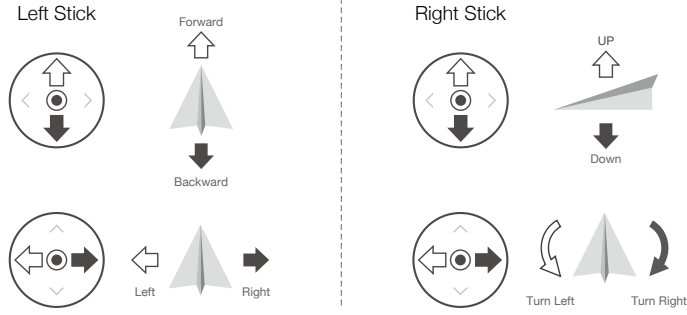 Left Stick
Forward
Backward
Left
Right
Right Stick
UP
Down
Turn Left
Turn Right